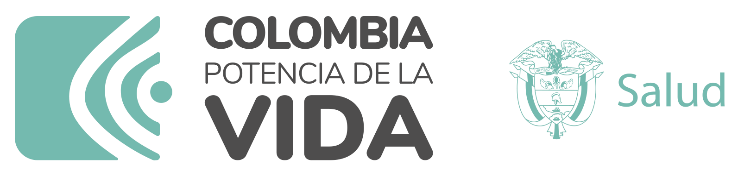 COLOMBIA
POTENCIA DE LA
VIDA
Salud